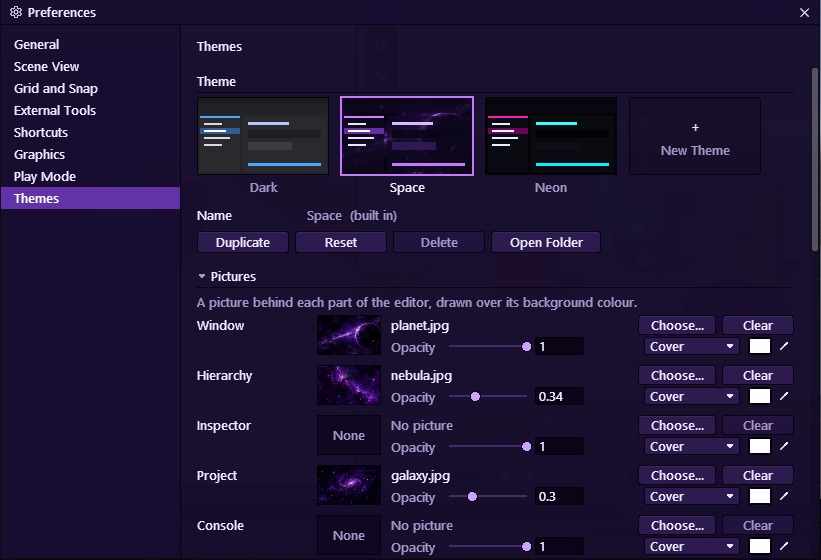 Preferences
General
Scene View
Grid and Snap
External Tools
Shortcuts
Graphics
Play Mode
Themes
Themes
Theme
Dark
Space
Neon
+
New Theme
Name Space (built in)
Duplicate Reset Delete Open Folder
Pictures
A picture behind each part of the editor, drawn over its background colour.
Window planet.jpg Choose... Clear
Opacity 1 Cover
Hierarchy nebula.jpg Choose... Clear
Opacity 0.34 Cover
Inspector None No picture Choose... Clear
Opacity 1 Cover
Project galaxy.jpg Choose... Clear
Opacity 0.3 Cover
Console None No picture Choose... Clear
Opacity 1 Cover